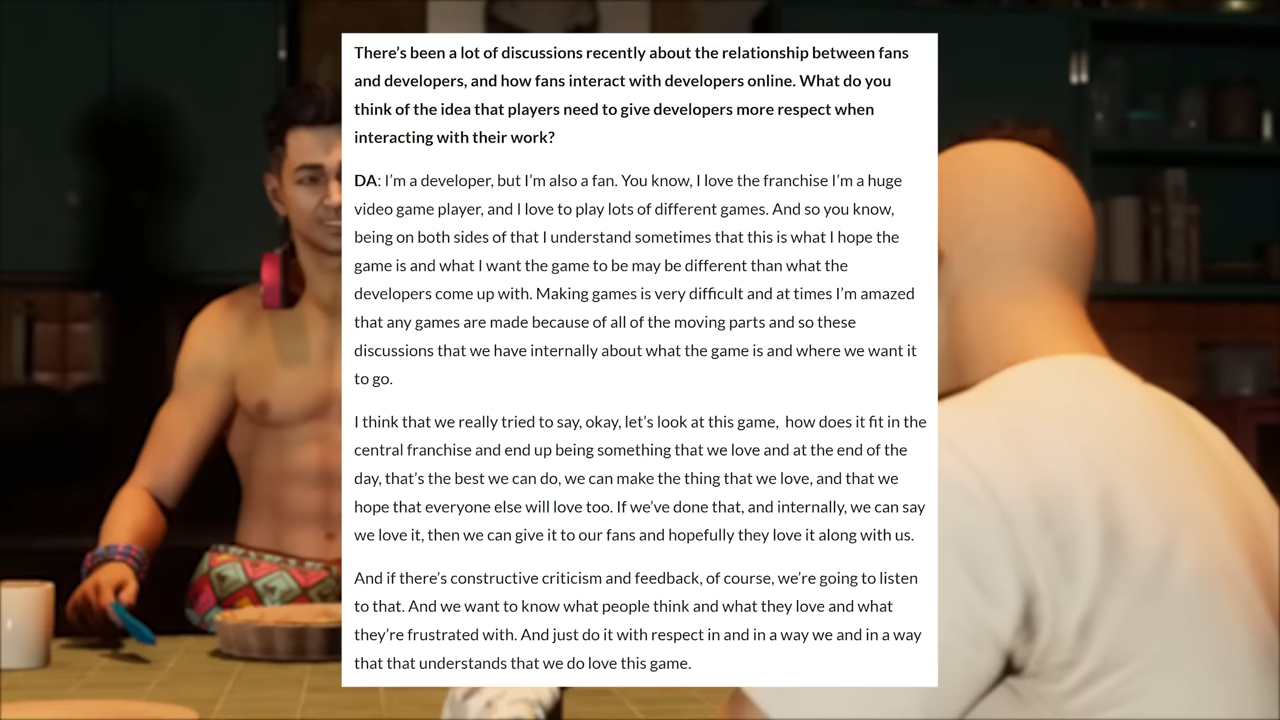 There’s been a lot of discussions recently about the relationship between fans
and developers, and how fans interact with developers online. What do you
think of the idea that players need to give developers more respect when
interacting with their work?
DA: I’m a developer, but I’m also a fan. You know, I love the franchise I’m a huge
video game player, and I love to play lots of different games. And so you know,
being on both sides of that I understand sometimes that this is what I hope the
game is and what I want the game to be may be different than what the
developers come up with. Making games is very difficult and at times I’m amazed
that any games are made because of all of the moving parts and so these
discussions that we have internally about what the game is and where we want it
to go.
I think that we really tried to say, okay, let’s look at this game,  how does it fit in the
central franchise and end up being something that we love and at the end of the
day, that’s the best we can do, we can make the thing that we love, and that we
hope that everyone else will love too. If we’ve done that, and internally, we can say
we love it, then we can give it to our fans and hopefully they love it along with us.
And if there’s constructive criticism and feedback, of course, we’re going to listen
to that. And we want to know what people think and what they love and what
they’re frustrated with. And just do it with respect in and in a way we and in a way
that that understands that we do love this game.